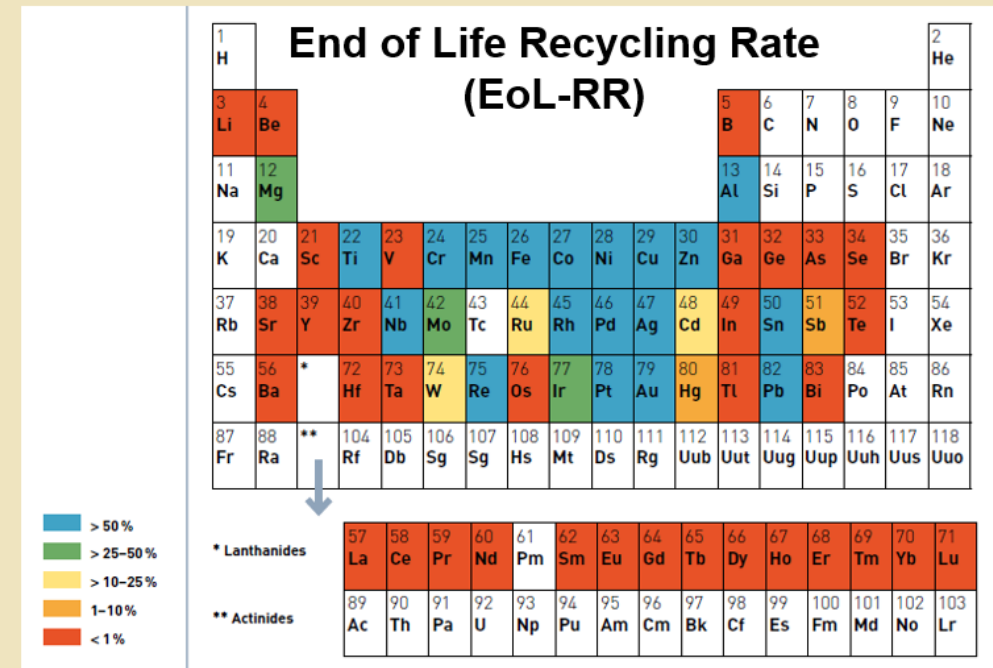 End of Life Recycling Rate
(EoL-RR)
1 2
H He
3 4 5 6 7 8 9 10
Li Be B C N O F Ne
11 12 13 14 15 16 17 18
Na Mg Al Si P S Cl Ar
19 20 21 22 23 24 25 26 27 28 29 30 31 32 33 34 35 36
K Ca Sc Ti V Cr Mn Fe Co Ni Cu Zn Ga Ge As Se Br Kr
37 38 39 40 41 42 43 44 45 46 47 48 49 50 51 52 53 54
Rb Sr Y Zr Nb Mo Tc Ru Rh Pd Ag Cd In Sn Sb Te I Xe
55 56 * 72 73 74 75 76 77 78 79 80 81 82 83 84 85 86
Cs Ba Hf Ta W Re Os Ir Pt Au Hg Tl Pb Bi Po At Rn
87 88 ** 104 105 106 107 108 109 110 111 112 113 114 115 116 117 118
Fr Ra Rf Db Sg Sg Hs Mt Ds Rg Uub Uut Uug Uup Uuh Uus Uuo
> 50 %
> 25–50 %
> 10–25 %
1–10 %
< 1 %
* Lanthanides
57 58 59 60 61 62 63 64 65 66 67 68 69 70 71
La Ce Pr Nd Pm Sm Eu Gd Tb Dy Ho Er Tm Yb Lu
** Actinides
89 90 91 92 93 94 95 96 97 98 99 100 101 102 103
Ac Th Pa U Np Pu Am Cm Bk Cf Es Fm Md No Lr